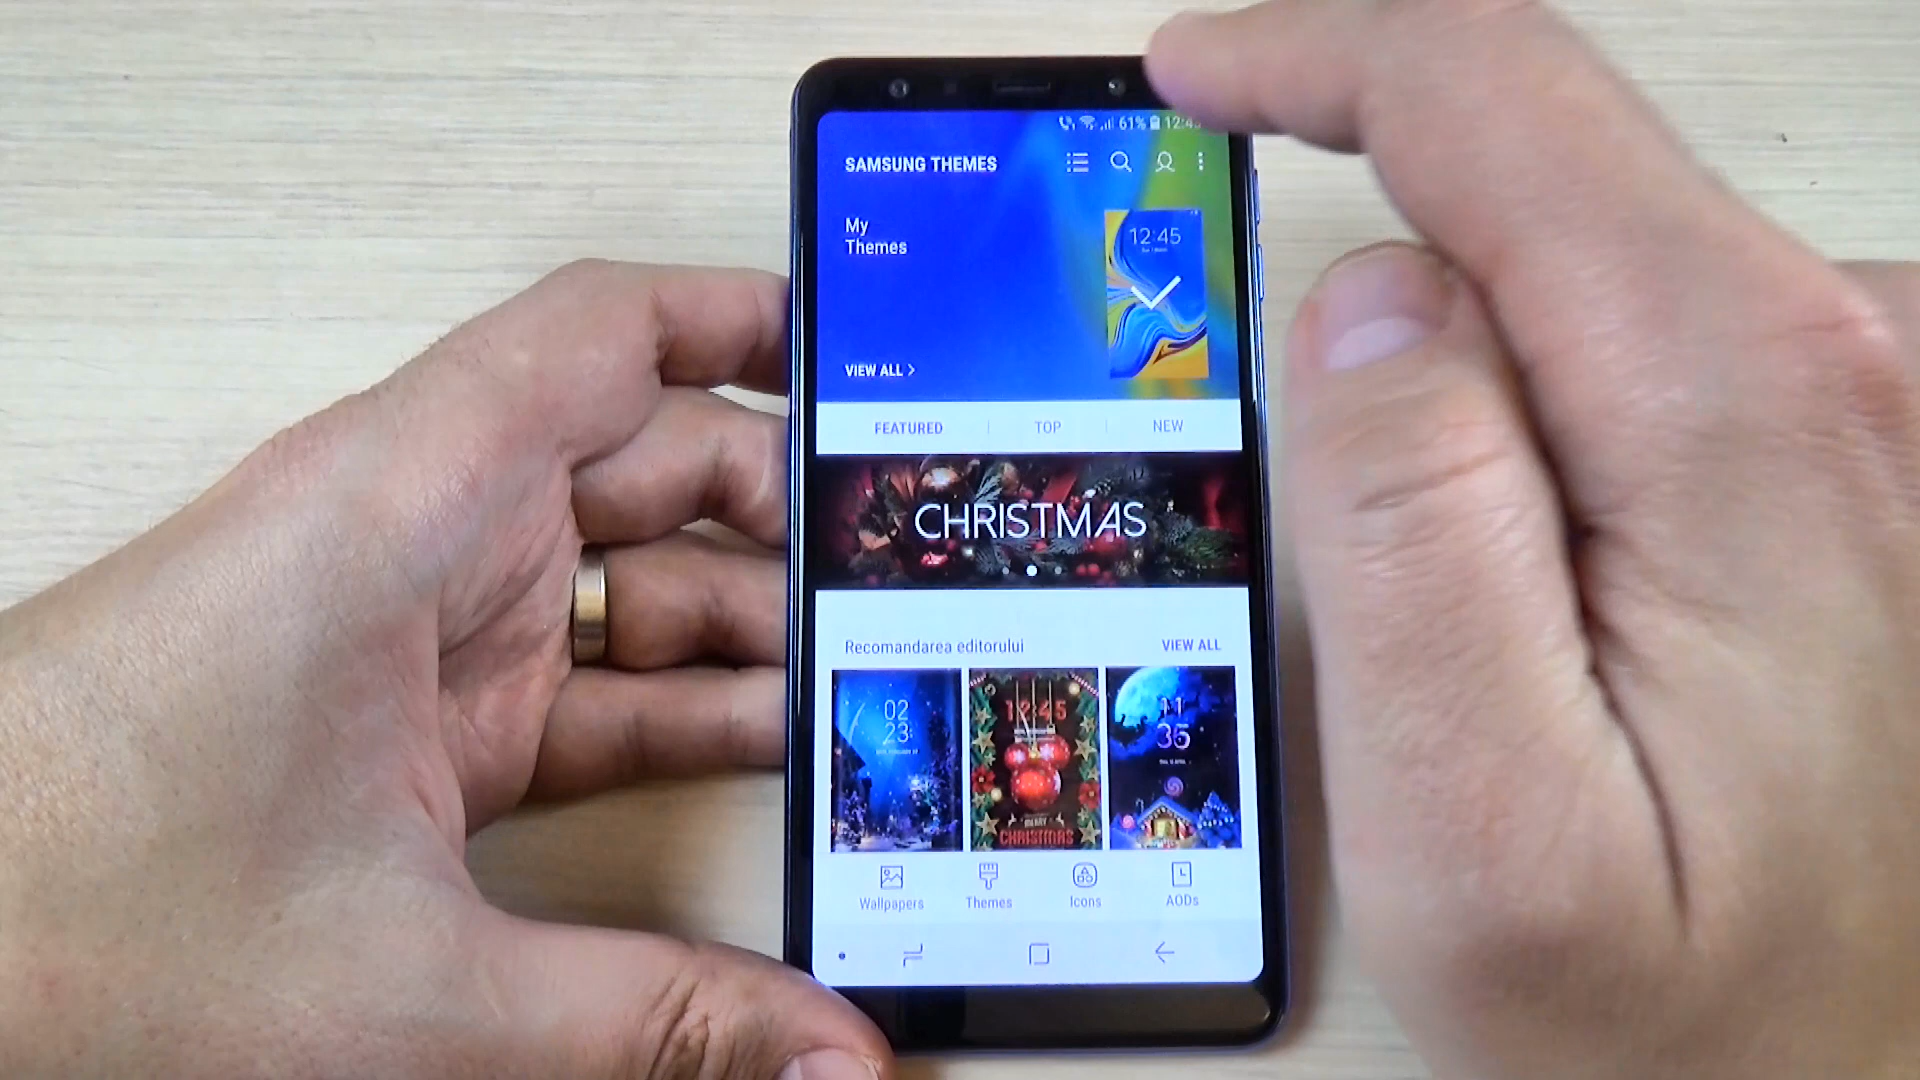 61% 12:45
SAMSUNG THEMES
My
Themes
12:45
VIEW ALL >
FEATURED TOP NEW
CHRISTMAS
Recomandarea editorului VIEW ALL
02
23
12:45
MERRY
CHRISTMAS
11
35
Wallpapers Themes Icons AODs